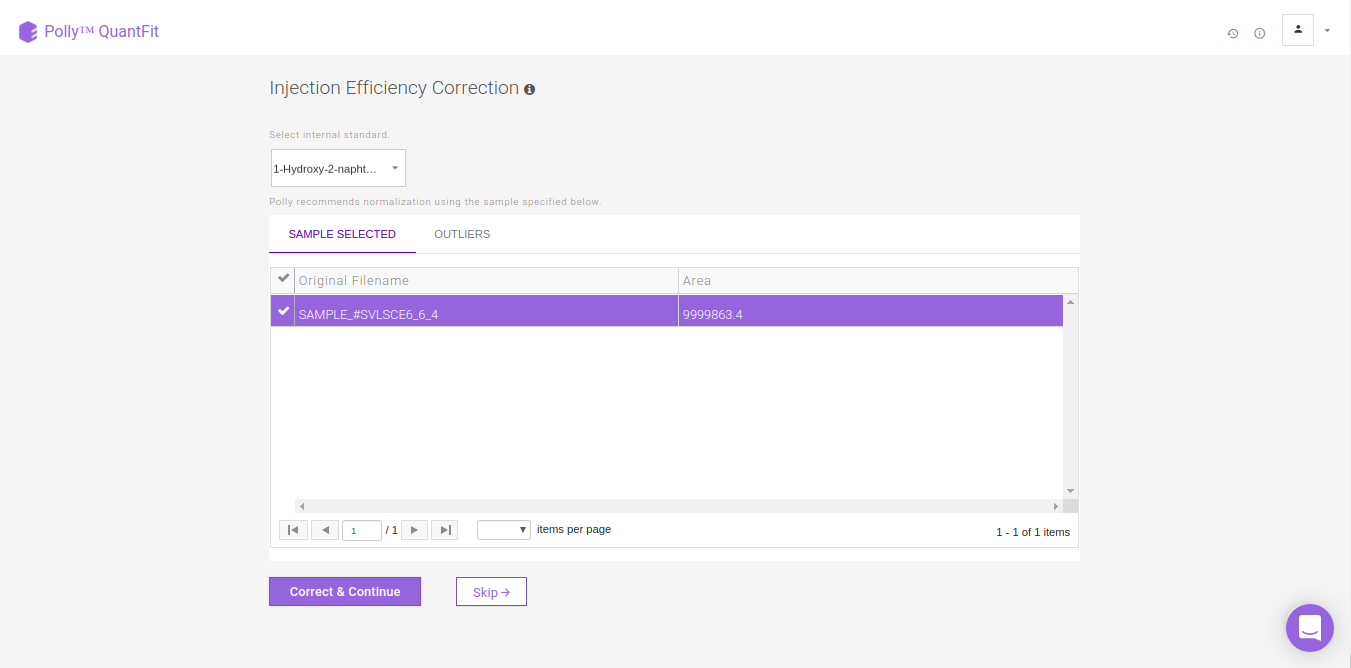 Polly™ QuantFit
Injection Efficiency Correction
Select internal standard.
1-Hydroxy-2-napht...
Polly recommends normalization using the sample specified below.
SAMPLE SELECTED OUTLIERS
Original Filename Area
SAMPLE_#SVLSCE6_6_4 9999863.4
1 / 1 items per page 1 - 1 of 1 items
Correct & Continue Skip